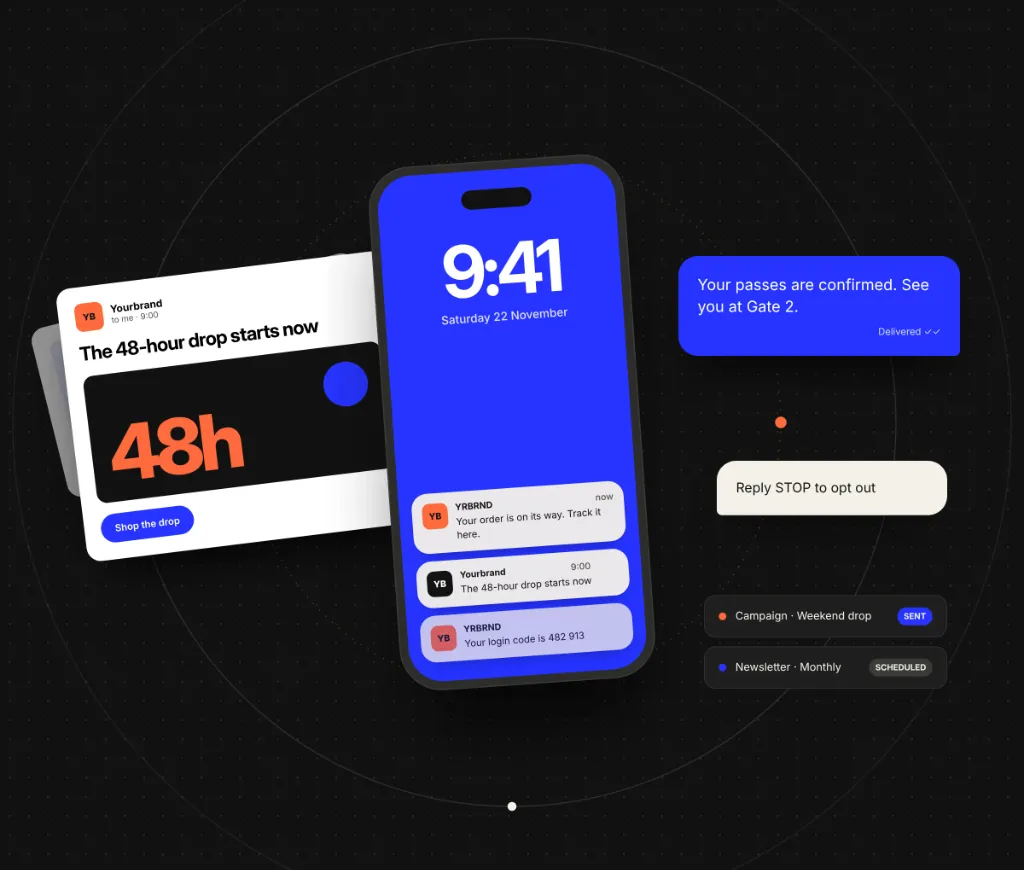 YB
Yourbrand
to me · 9:00
The 48-hour drop starts now
48h
Shop the drop
9:41
Saturday 22 November
YB
YRBRND
now
Your order is on its way. Track it
here.
YB
Yourbrand
9:00
The 48-hour drop starts now
YB
YRBRND
Your login code is 482 913
Your passes are confirmed. See
you at Gate 2.
Delivered ✓✓
Reply STOP to opt out
Campaign · Weekend drop
SENT
Newsletter · Monthly
SCHEDULED